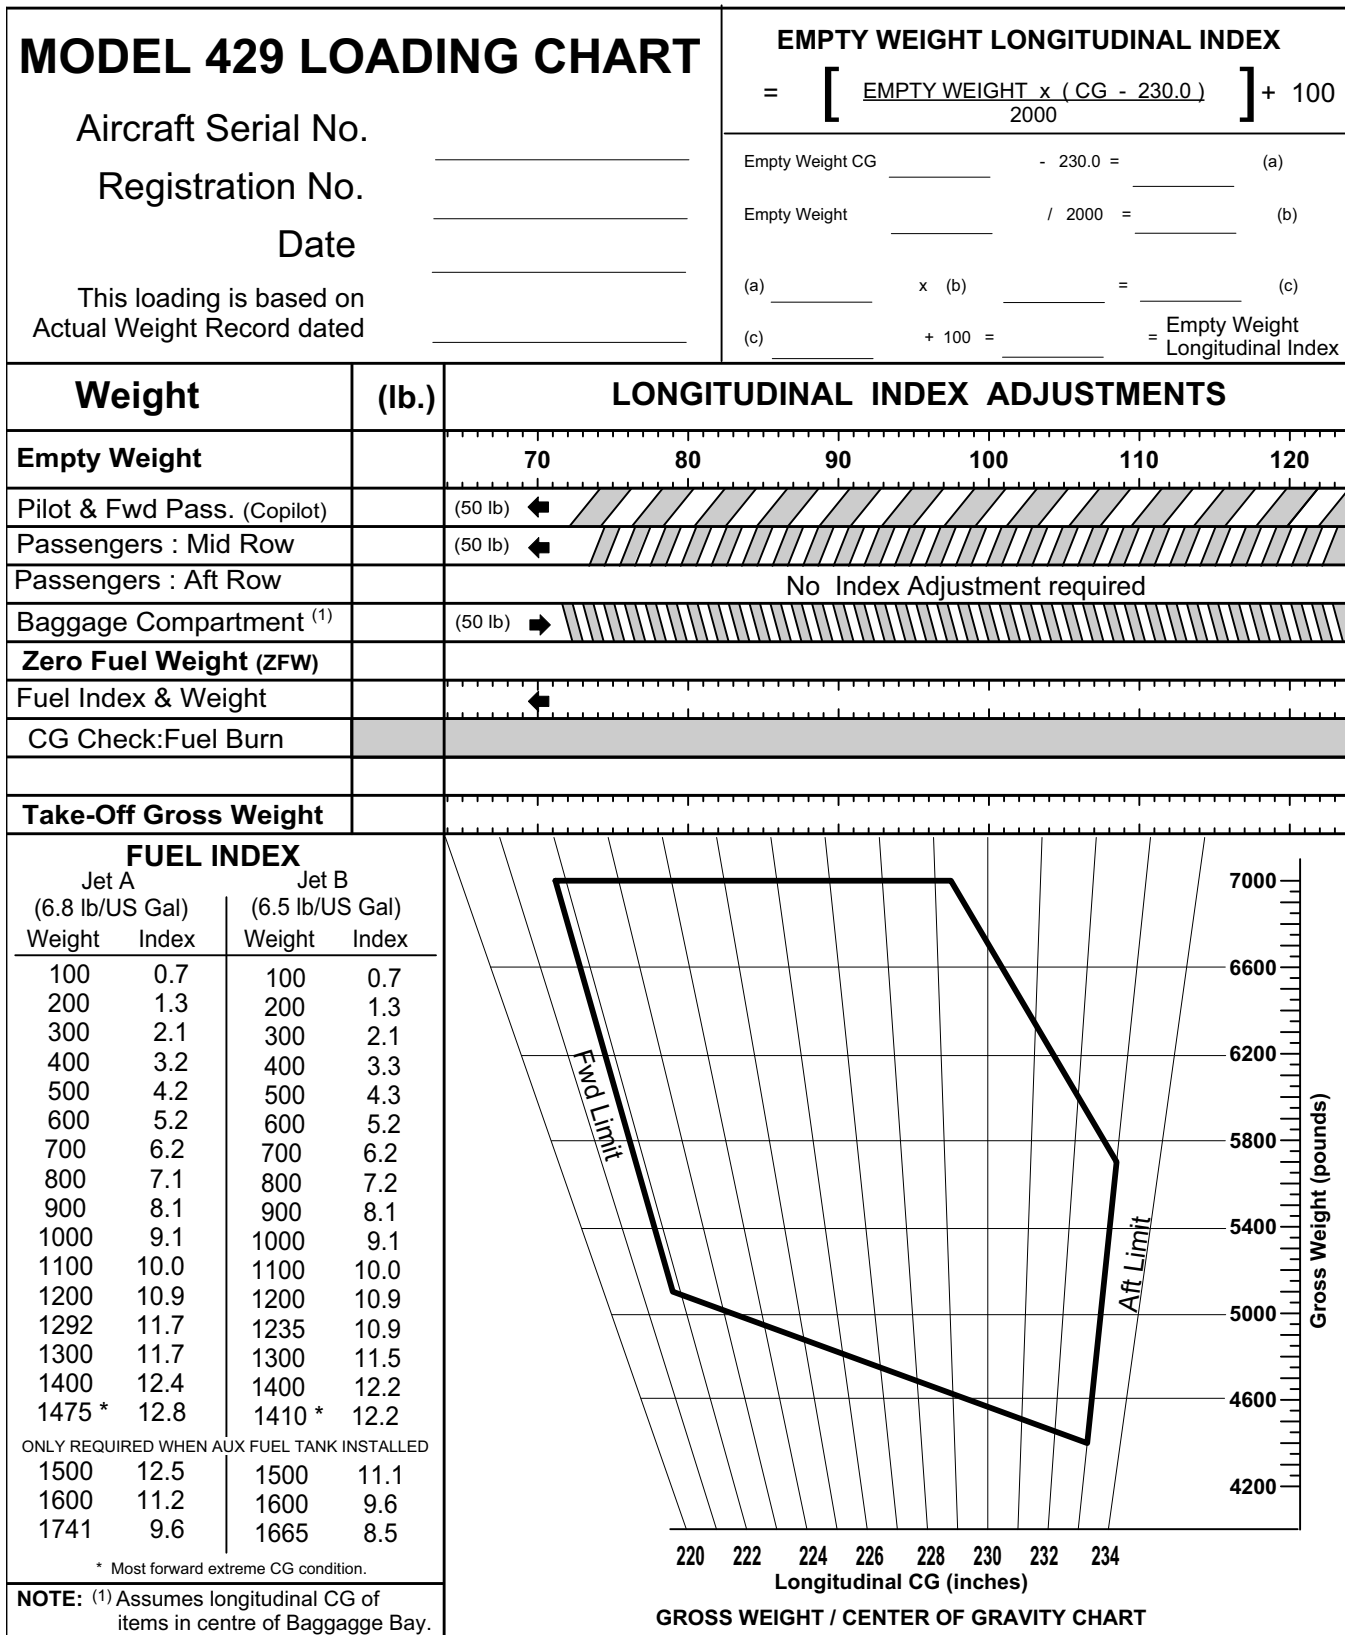 MODEL 429 LOADING CHART
Aircraft Serial No.
Registration No.
Date
This loading is based on
Actual Weight Record dated
EMPTY WEIGHT LONGITUDINAL INDEX
= [ EMPTY WEIGHT x ( CG - 230.0 ) ] + 100
2000
Empty Weight CG - 230.0 = (a)
Empty Weight / 2000 = (b)
(a) x (b) = (c)
(c) + 100 = = Empty Weight
Longitudinal Index
Weight (lb.) LONGITUDINAL INDEX ADJUSTMENTS
Empty Weight 70 80 90 100 110 120
Pilot & Fwd Pass. (Copilot) (50 lb)
Passengers : Mid Row (50 lb)
Passengers : Aft Row No Index Adjustment required
Baggage Compartment (1) (50 lb)
Zero Fuel Weight (ZFW)
Fuel Index & Weight
CG Check:Fuel Burn
Take-Off Gross Weight
FUEL INDEX
Jet A Jet B
(6.8 lb/US Gal) (6.5 lb/US Gal)
Weight Index Weight Index
100 0.7 100 0.7
200 1.3 200 1.3
300 2.1 300 2.1
400 3.2 400 3.3
500 4.2 500 4.3
600 5.2 600 5.2
700 6.2 700 6.2
800 7.1 800 7.2
900 8.1 900 8.1
1000 9.1 1000 9.1
1100 10.0 1100 10.0
1200 10.9 1200 10.9
1292 11.7 1235 10.9
1300 11.7 1300 11.5
1400 12.4 1400 12.2
1475 * 12.8 1410 * 12.2
ONLY REQUIRED WHEN AUX FUEL TANK INSTALLED
1500 12.5 1500 11.1
1600 11.2 1600 9.6
1741 9.6 1665 8.5
* Most forward extreme CG condition.
NOTE: (1) Assumes longitudinal CG of
items in centre of Baggagge Bay.
Fwd Limit
Aft Limit
7000
6600
6200
5800
5400
5000
4600
4200
Gross Weight (pounds)
220 222 224 226 228 230 232 234
Longitudinal CG (inches)
GROSS WEIGHT / CENTER OF GRAVITY CHART